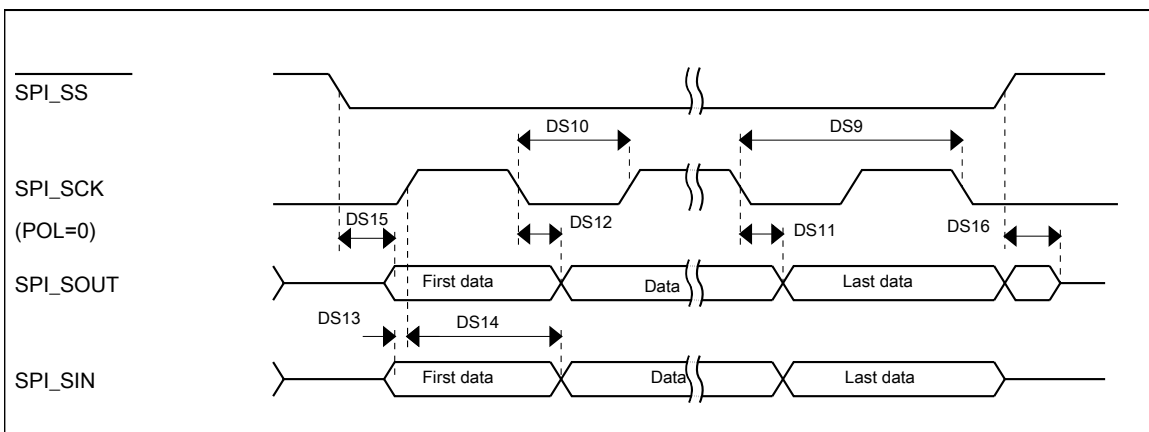 SPI_SS
DS10
DS9
SPI_SCK
(POL=0)
DS15
DS12
DS11
DS16
SPI_SOUT
First data
Data
Last data
DS13
DS14
SPI_SIN
First data
Data
Last data